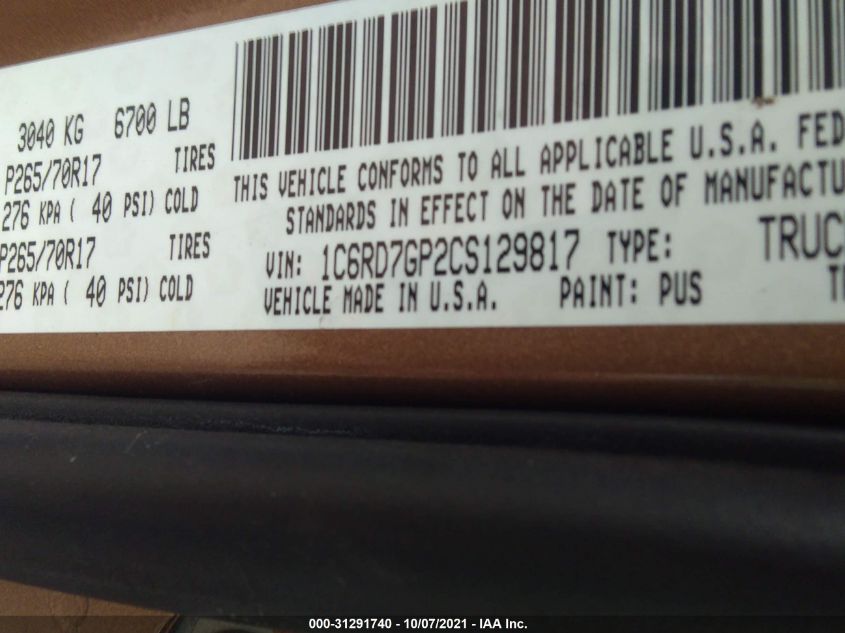 3040 KG 6700 LB
P265/70R17 TIRES
276 KPA ( 40 PSI) COLD
P265/70R17 TIRES
276 KPA ( 40 PSI) COLD
THIS VEHICLE CONFORMS TO ALL APPLICABLE U.S.A. FED
STANDARDS IN EFFECT ON THE DATE OF MANUFACTU
VIN: 1C6RD7GP2CS129817 TYPE: TRUC
VEHICLE MADE IN U.S.A. PAINT: PUS
000-31291740 - 10/07/2021 - IAA Inc.